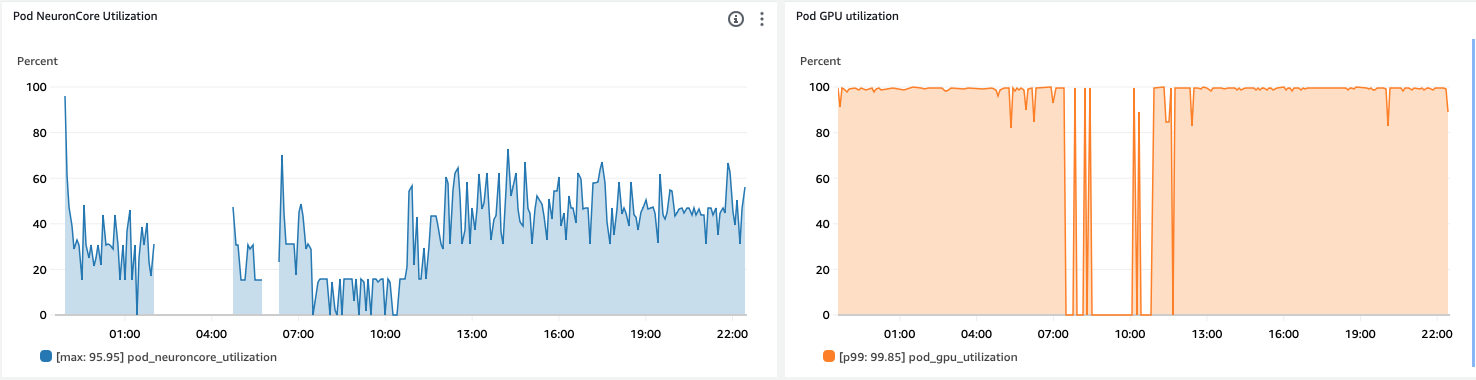 Pod NeuronCore Utilization
Percent
100
80
60
40
20
0
01:00 04:00 07:00 10:00 13:00 16:00 19:00 22:00
[max: 95.95] pod_neuroncore_utilization
Pod GPU utilization
Percent
100
80
60
40
20
0
01:00 04:00 07:00 10:00 13:00 16:00 19:00 22:00
[p99: 99.85] pod_gpu_utilization